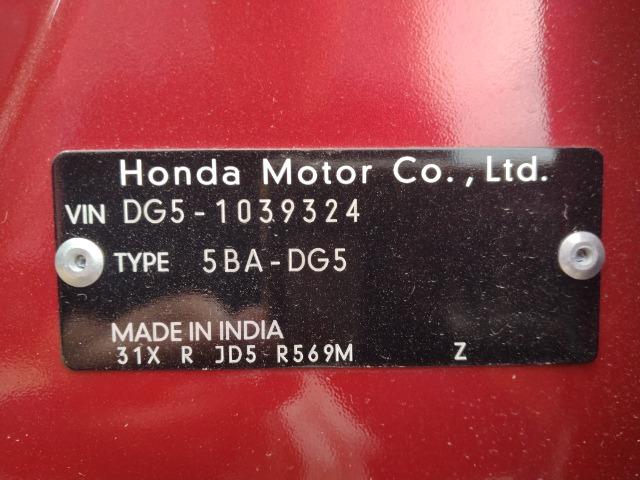 Honda Motor Co., Ltd.
VIN DG5-1039324
TYPE 5BA-DG5
MADE IN INDIA
31X R JD5 R569M Z